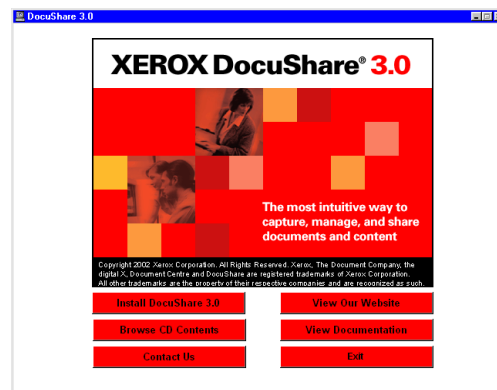 DocuShare 3.0
XEROX DocuShare® 3.0
The most intuitive way to
capture, manage, and share
documents and content
Copyright 2002 Xerox Corporation. All Rights Reserved. Xerox, The Document Company, the
digital X, Document Centre and DocuShare are registered trademarks of Xerox Corporation.
All other trademarks are the property of their respective companies and are recognized as such.
Install DocuShare 3.0
View Our Website
Browse CD Contents
View Documentation
Contact Us
Exit